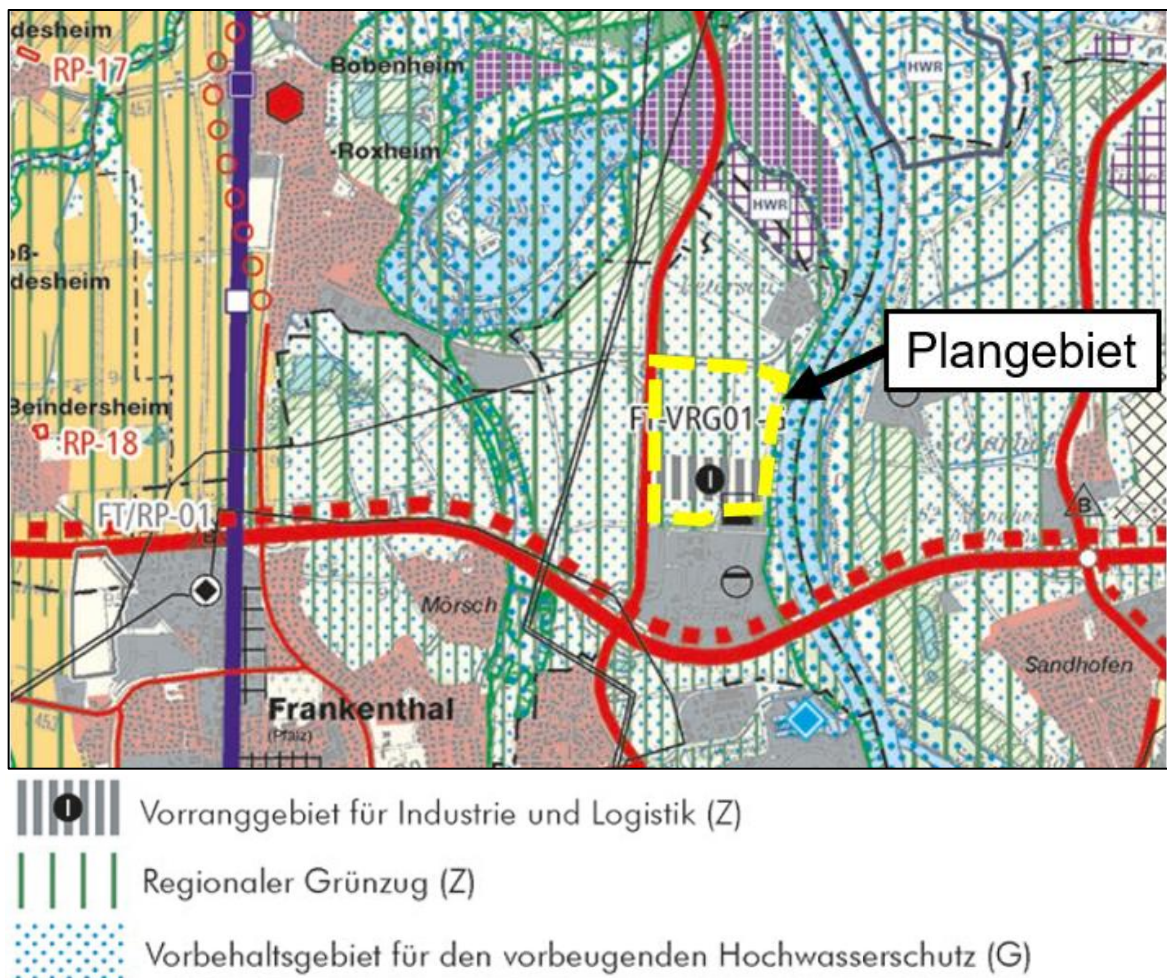 desheim
RP-17
Bobenheim
-Roxheim
HWR
HWR
Petersau
Plangebiet
desheim
Beindersheim
RP-18
FT-VRG01-
FT/RP-01
B
Mörsch
Sandhofen
Frankenthal
(Pfalz)
Vorranggebiet für Industrie und Logistik (Z)
Regionaler Grünzug (Z)
Vorbehaltsgebiet für den vorbeugenden Hochwasserschutz (G)